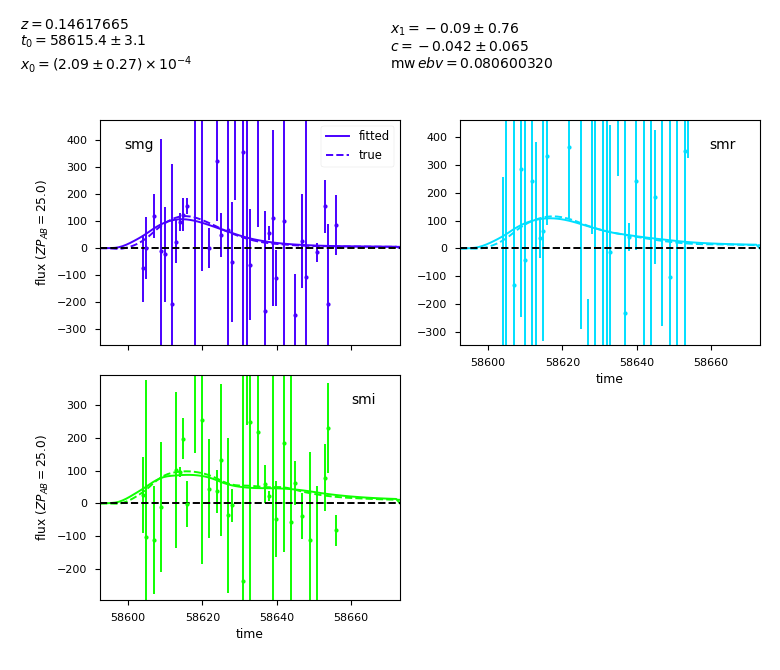 z = 0.14617665
t₀ = 58615.4 ± 3.1
x₀ = (2.09 ± 0.27) × 10⁻⁴
x₁ = −0.09 ± 0.76
c = −0.042 ± 0.065
mw ebv = 0.080600320
smg
fitted
true
400
300
200
100
0
−100
−200
−300
flux (ZP_AB = 25.0)
smr
400
300
200
100
0
−100
−200
−300
58600 58620 58640 58660
time
smi
300
200
100
0
−100
−200
flux (ZP_AB = 25.0)
58600 58620 58640 58660
time